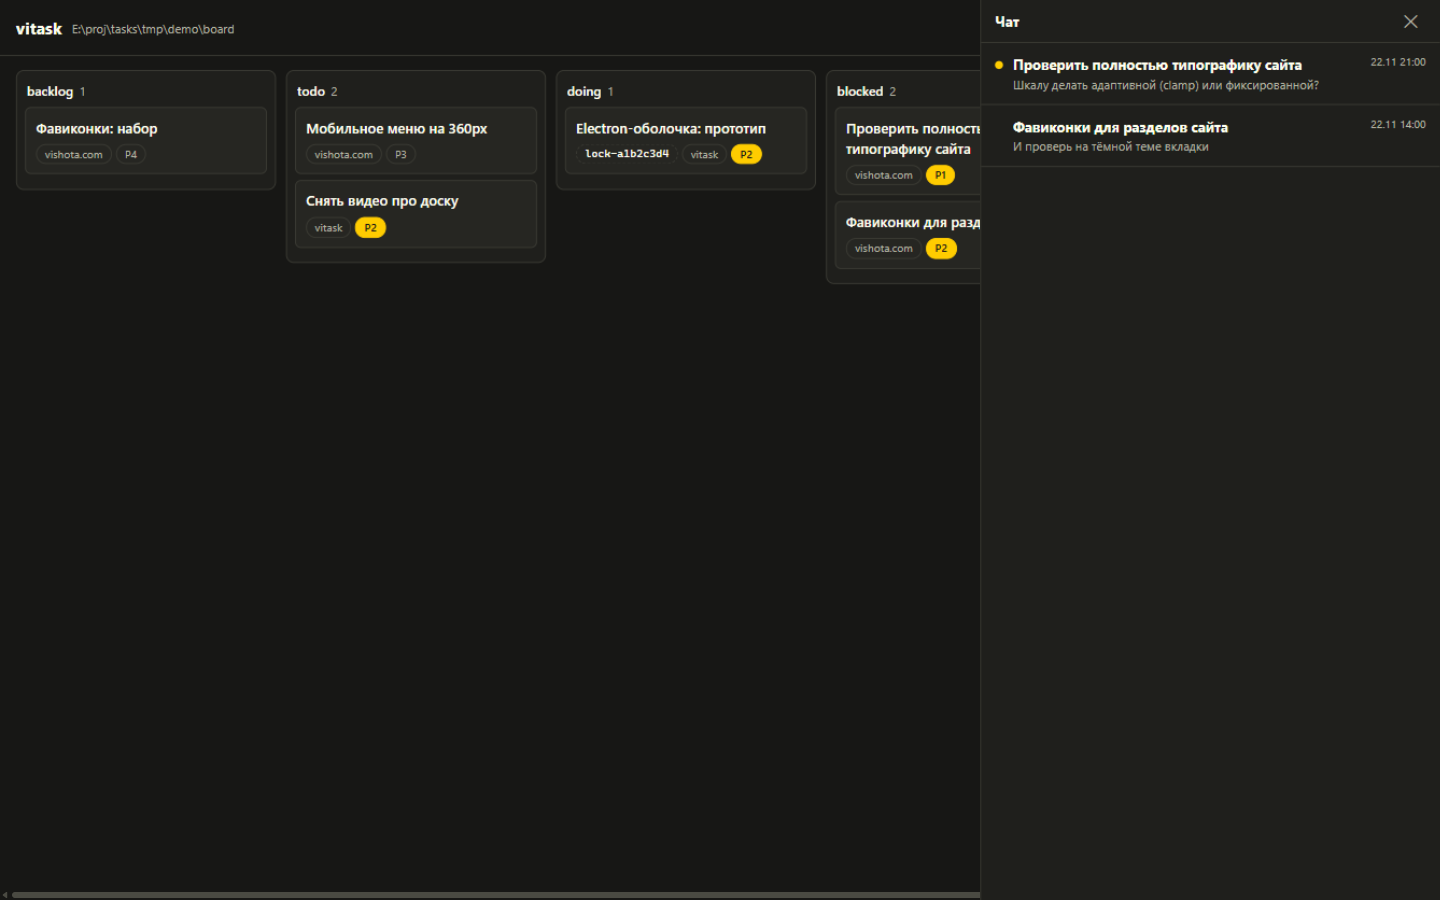 vitask E:\proj\tasks\tmp\demo\board
backlog 1
Фавиконки: набор
vishota.com P4
todo 2
Мобильное меню на 360px
vishota.com P3
Снять видео про доску
vitask P2
doing 1
Electron-оболочка: прототип
lock-a1b2c3d4 vitask P2
blocked 2
Проверить полность
типографику сайта
vishota.com P1
Фавиконки для разд
vishota.com P2
Чат
Проверить полностью типографику сайта 22.11 21:00
Шкалу делать адаптивной (clamp) или фиксированной?
Фавиконки для разделов сайта 22.11 14:00
И проверь на тёмной теме вкладки